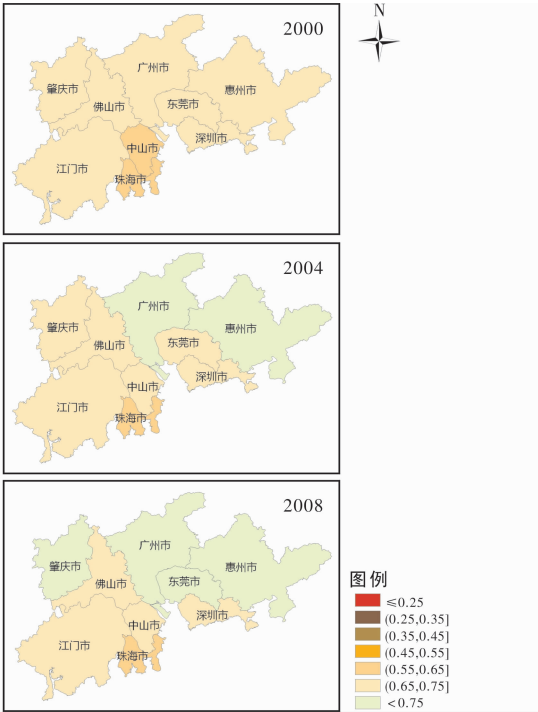 2000
N
广州市
肇庆市
惠州市
佛山市
东莞市
深圳市
中山市
江门市
珠海市
2004
广州市
肇庆市
惠州市
佛山市
东莞市
深圳市
中山市
江门市
珠海市
2008
广州市
肇庆市
惠州市
东莞市
佛山市
深圳市
中山市
江门市
珠海市
图例
≤0.25
(0.25,0.35]
(0.35,0.45]
(0.45,0.55]
(0.55,0.65]
(0.65,0.75]
<0.75